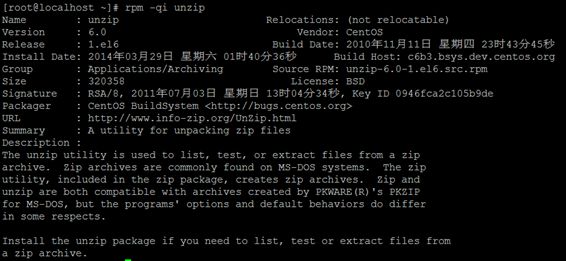 [root@localhost ~]# rpm -qi unzip
Name        : unzip                        Relocations: (not relocatable)
Version     : 6.0                               Vendor: CentOS
Release     : 1.el6                         Build Date: 2010年11月11日 星期四 23时43分45秒
Install Date: 2014年03月29日 星期六 01时40分36秒      Build Host: c6b3.bsys.dev.centos.org
Group       : Applications/Archiving        Source RPM: unzip-6.0-1.el6.src.rpm
Size        : 320358                           License: BSD
Signature   : RSA/8, 2011年07月03日 星期日 13时04分34秒, Key ID 0946fca2c105b9de
Packager    : CentOS BuildSystem <http://bugs.centos.org>
URL         : http://www.info-zip.org/UnZip.html
Summary     : A utility for unpacking zip files
Description :
The unzip utility is used to list, test, or extract files from a zip
archive.  Zip archives are commonly found on MS-DOS systems.  The zip
utility, included in the zip package, creates zip archives.  Zip and
unzip are both compatible with archives created by PKWARE(R)'s PKZIP
for MS-DOS, but the programs' options and default behaviors do differ
in some respects.

Install the unzip package if you need to list, test or extract files from
a zip archive.